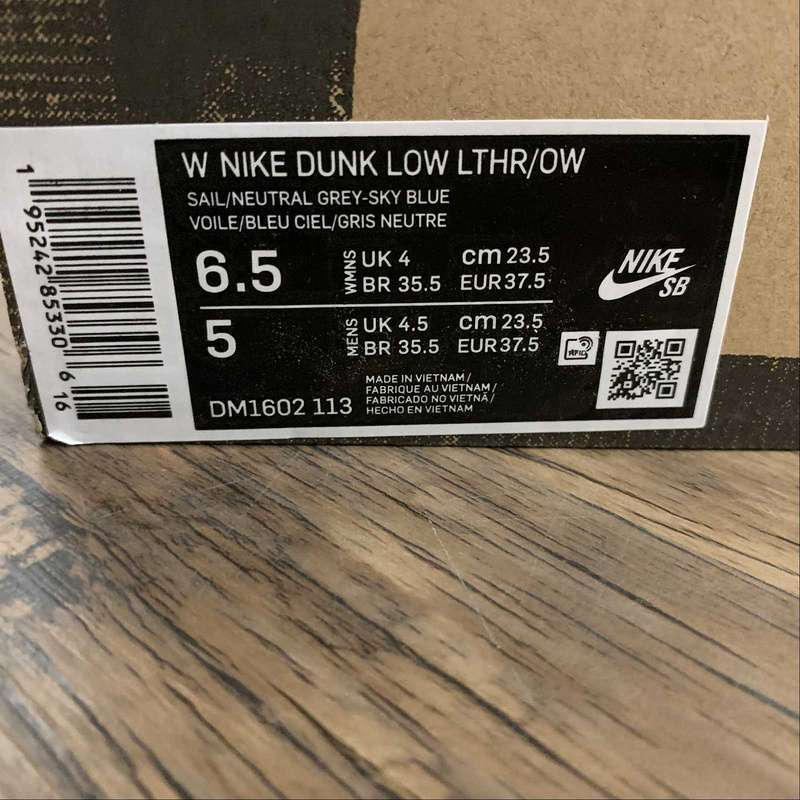 W NIKE DUNK LOW LTHR/OW
SAIL/NEUTRAL GREY-SKY BLUE
VOILE/BLEU CIEL/GRIS NEUTRE
6.5 WMNS UK 4 cm 23.5
BR 35.5 EUR 37.5
5 MENS UK 4.5 cm 23.5
BR 35.5 EUR 37.5
NIKE
SB
RFID
DM1602 113
MADE IN VIETNAM/
FABRIQUE AU VIETNAM/
FABRICADO NO VIETNÃ/
HECHO EN VIETNAM
1 95242 85330 6 16